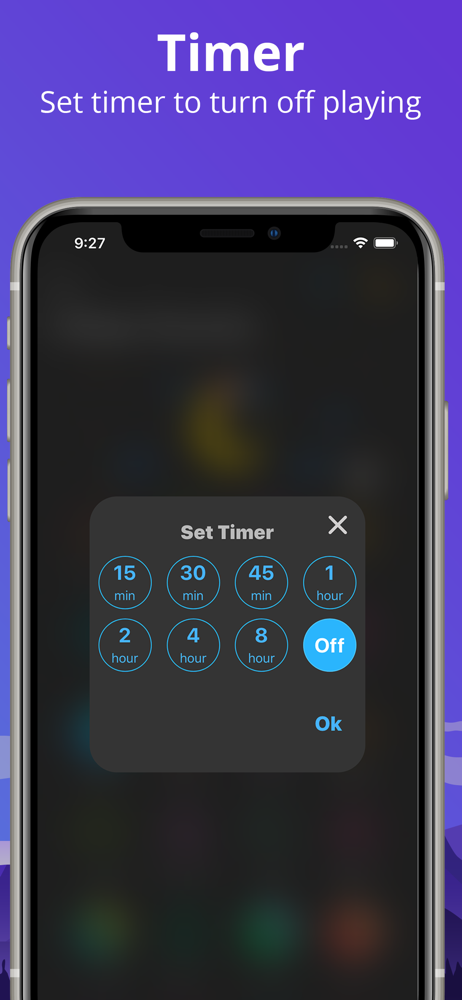 Timer
Set timer to turn off playing
9:27
Set Timer
15 30 45 1
min min min hour
2 4 8 Off
hour hour hour
Ok